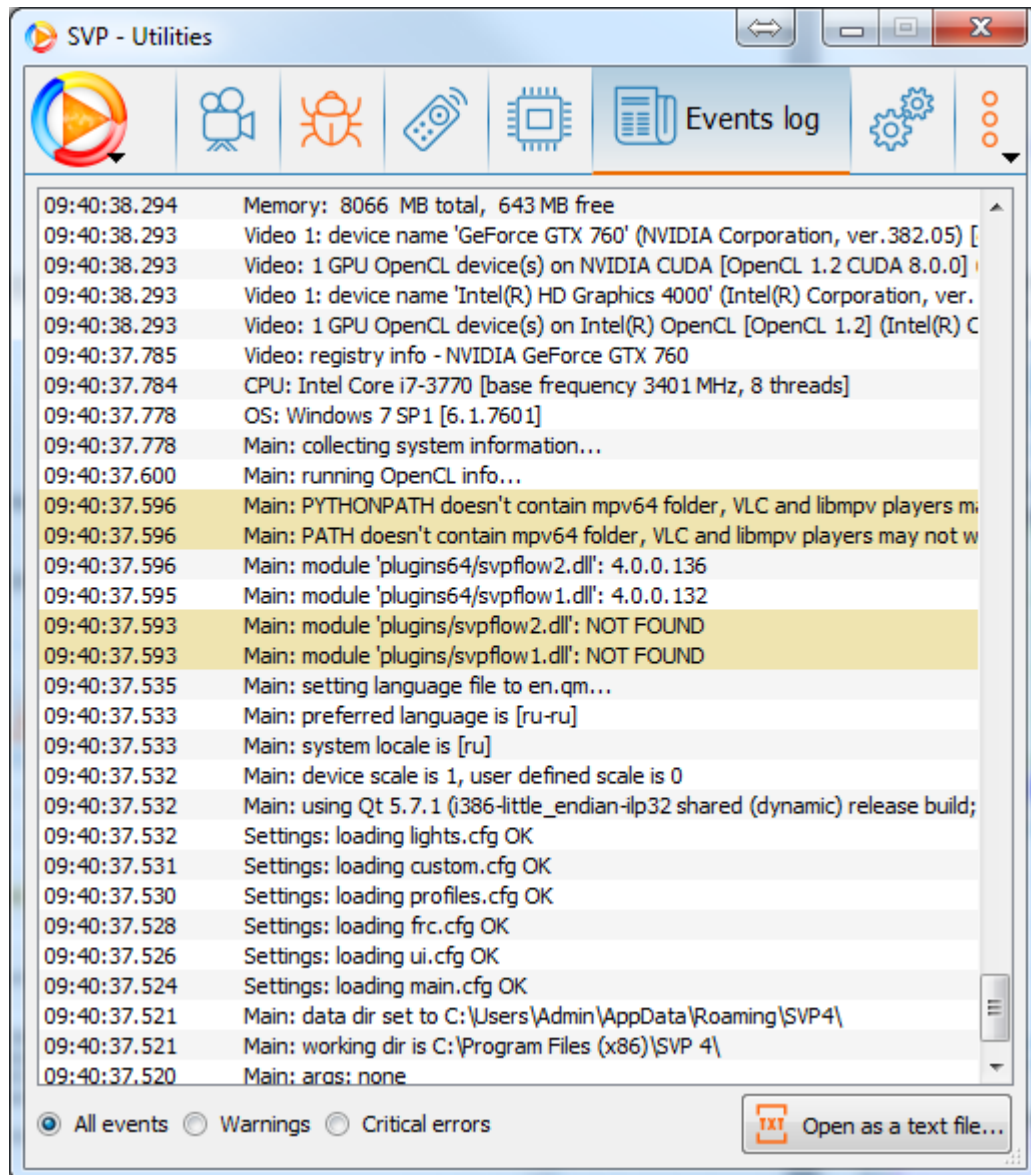 SVP - Utilities
Events log
09:40:38.294 Memory: 8066 MB total, 643 MB free
09:40:38.293 Video 1: device name 'GeForce GTX 760' (NVIDIA Corporation, ver.382.05) [
09:40:38.293 Video: 1 GPU OpenCL device(s) on NVIDIA CUDA [OpenCL 1.2 CUDA 8.0.0]
09:40:38.293 Video 1: device name 'Intel(R) HD Graphics 4000' (Intel(R) Corporation, ver.
09:40:38.293 Video: 1 GPU OpenCL device(s) on Intel(R) OpenCL [OpenCL 1.2] (Intel(R) C
09:40:37.785 Video: registry info - NVIDIA GeForce GTX 760
09:40:37.784 CPU: Intel Core i7-3770 [base frequency 3401 MHz, 8 threads]
09:40:37.778 OS: Windows 7 SP1 [6.1.7601]
09:40:37.778 Main: collecting system information...
09:40:37.600 Main: running OpenCL info...
09:40:37.596 Main: PYTHONPATH doesn't contain mpv64 folder, VLC and libmpv players m
09:40:37.596 Main: PATH doesn't contain mpv64 folder, VLC and libmpv players may not w
09:40:37.596 Main: module 'plugins64/svpflow2.dll': 4.0.0.136
09:40:37.595 Main: module 'plugins64/svpflow1.dll': 4.0.0.132
09:40:37.593 Main: module 'plugins/svpflow2.dll': NOT FOUND
09:40:37.593 Main: module 'plugins/svpflow1.dll': NOT FOUND
09:40:37.535 Main: setting language file to en.qm...
09:40:37.533 Main: preferred language is [ru-ru]
09:40:37.533 Main: system locale is [ru]
09:40:37.532 Main: device scale is 1, user defined scale is 0
09:40:37.532 Main: using Qt 5.7.1 (i386-little_endian-ilp32 shared (dynamic) release build;
09:40:37.532 Settings: loading lights.cfg OK
09:40:37.531 Settings: loading custom.cfg OK
09:40:37.530 Settings: loading profiles.cfg OK
09:40:37.528 Settings: loading frc.cfg OK
09:40:37.526 Settings: loading ui.cfg OK
09:40:37.524 Settings: loading main.cfg OK
09:40:37.521 Main: data dir set to C:\Users\Admin\AppData\Roaming\SVP4\
09:40:37.521 Main: working dir is C:\Program Files (x86)\SVP 4\
09:40:37.520 Main: args: none
All events Warnings Critical errors
TXT Open as a text file...